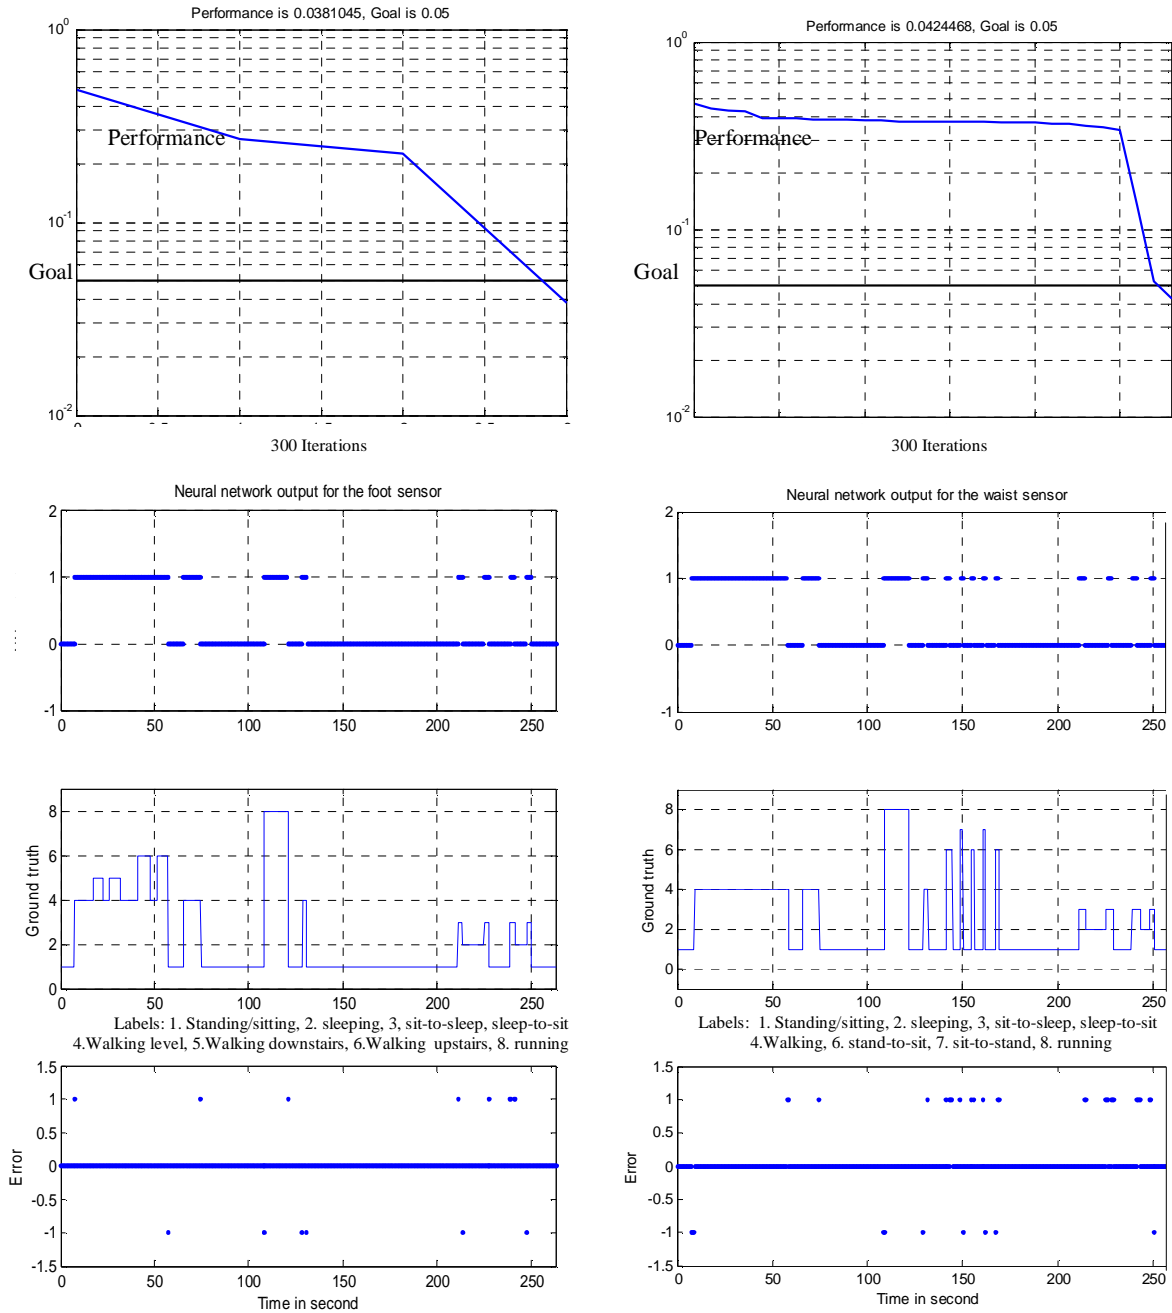 Performance is 0.0381045, Goal is 0.05
10^0
Performance
10^-1
Goal
10^-2
300 Iterations
Performance is 0.0424468, Goal is 0.05
10^0
Performance
10^-1
Goal
10^-2
300 Iterations
Neural network output for the foot sensor
2
1
0
-1
0 50 100 150 200 250
Neural network output for the waist sensor
2
1
0
-1
0 50 100 150 200 250
Ground truth
8
6
4
2
0
0 50 100 150 200 250
Labels: 1. Standing/sitting, 2. sleeping, 3, sit-to-sleep, sleep-to-sit
4.Walking level, 5.Walking downstairs, 6.Walking upstairs, 8. running
Ground truth
8
6
4
2
0
0 50 100 150 200 250
Labels: 1. Standing/sitting, 2. sleeping, 3, sit-to-sleep, sleep-to-sit
4.Walking, 6. stand-to-sit, 7. sit-to-stand, 8. running
Error
1.5
1
0.5
0
-0.5
-1
-1.5
0 50 100 150 200 250
Time in second
Error
1.5
1
0.5
0
-0.5
-1
-1.5
0 50 100 150 200 250
Time in second